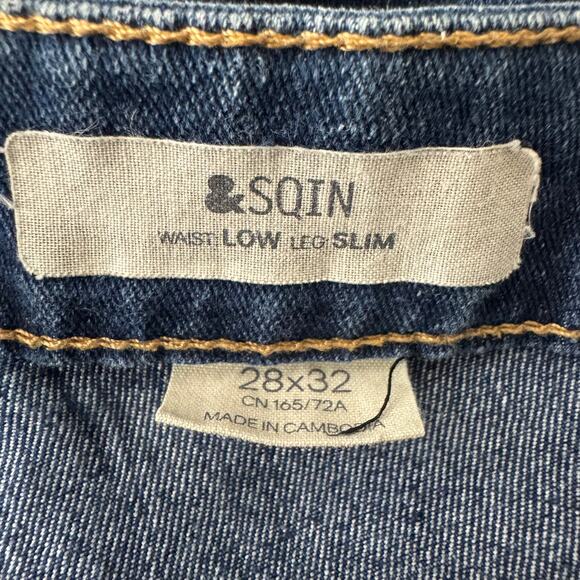 &SQIN
WAIST: LOW LEG: SLIM
28x32
CN 165/72A
MADE IN CAMBODIA